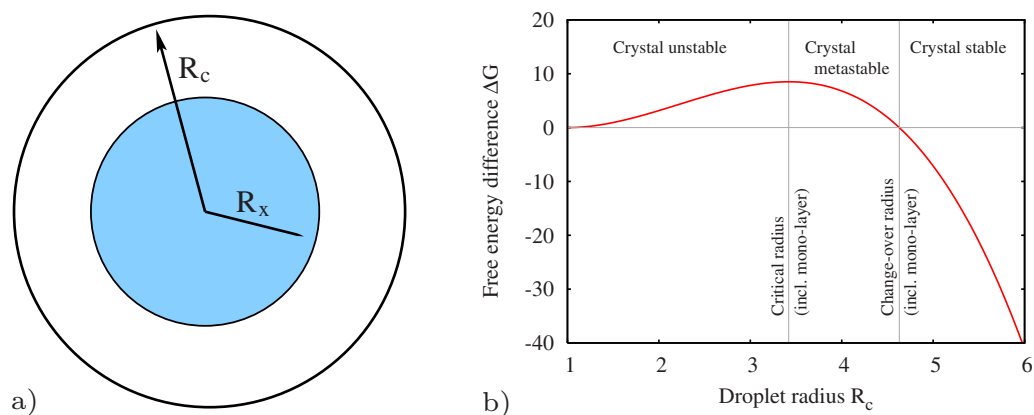 R_c
R_x
a)
b)
Free energy difference ΔG
20
10
0
-10
-20
-30
-40
Crystal unstable
Crystal
metastable
Crystal stable
Critical radius
(incl. mono-layer)
Change-over radius
(incl. mono-layer)
1
2
3
4
5
6
Droplet radius R_c